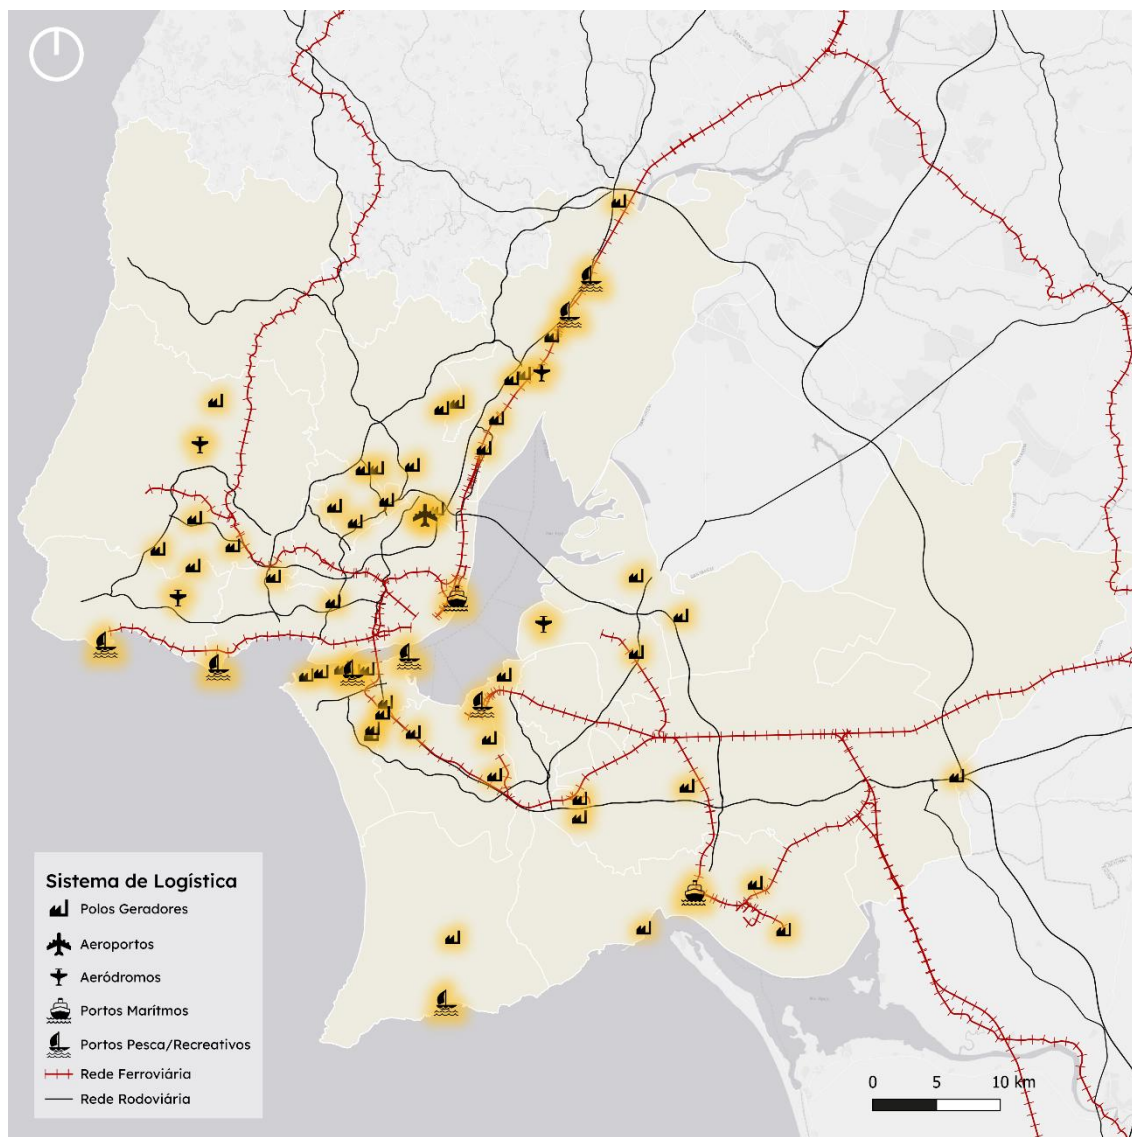 Sistema de Logística
Polos Geradores
Aeroportos
Aeródromos
Portos Marítmos
Portos Pesca/Recreativos
Rede Ferroviária
Rede Rodoviária
0 5 10 km